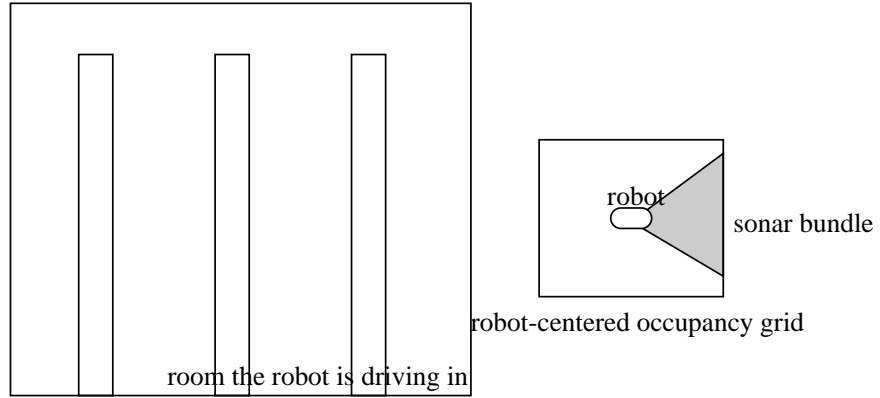 robot
sonar bundle
robot-centered occupancy grid
room the robot is driving in